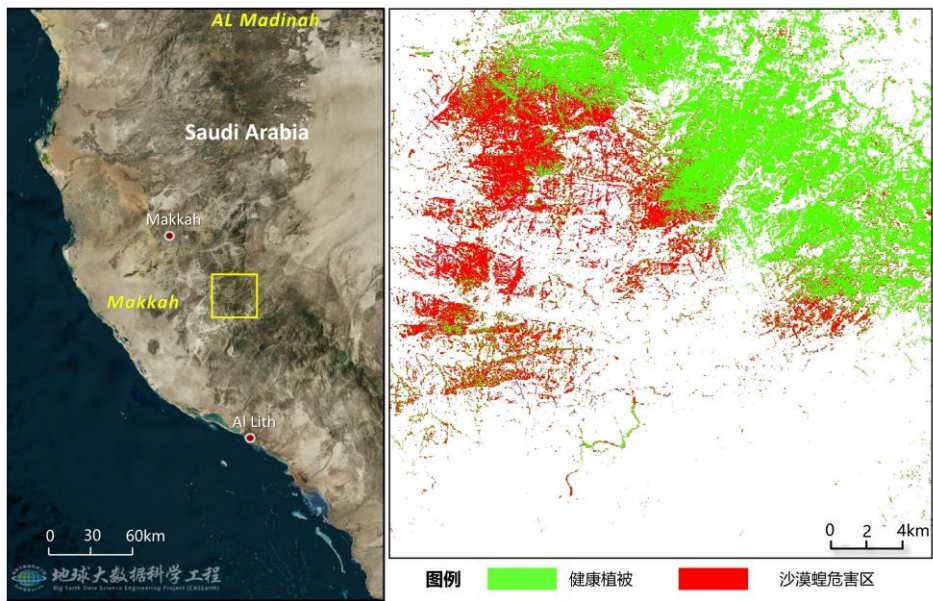 AL Madinah
Saudi Arabia
Makkah
Makkah
Al Lith
0 30 60km
地球大数据科学工程
Big Earth Data Science Engineering Project (CASEarth)
0 2 4km
图例 健康植被 沙漠蝗危害区